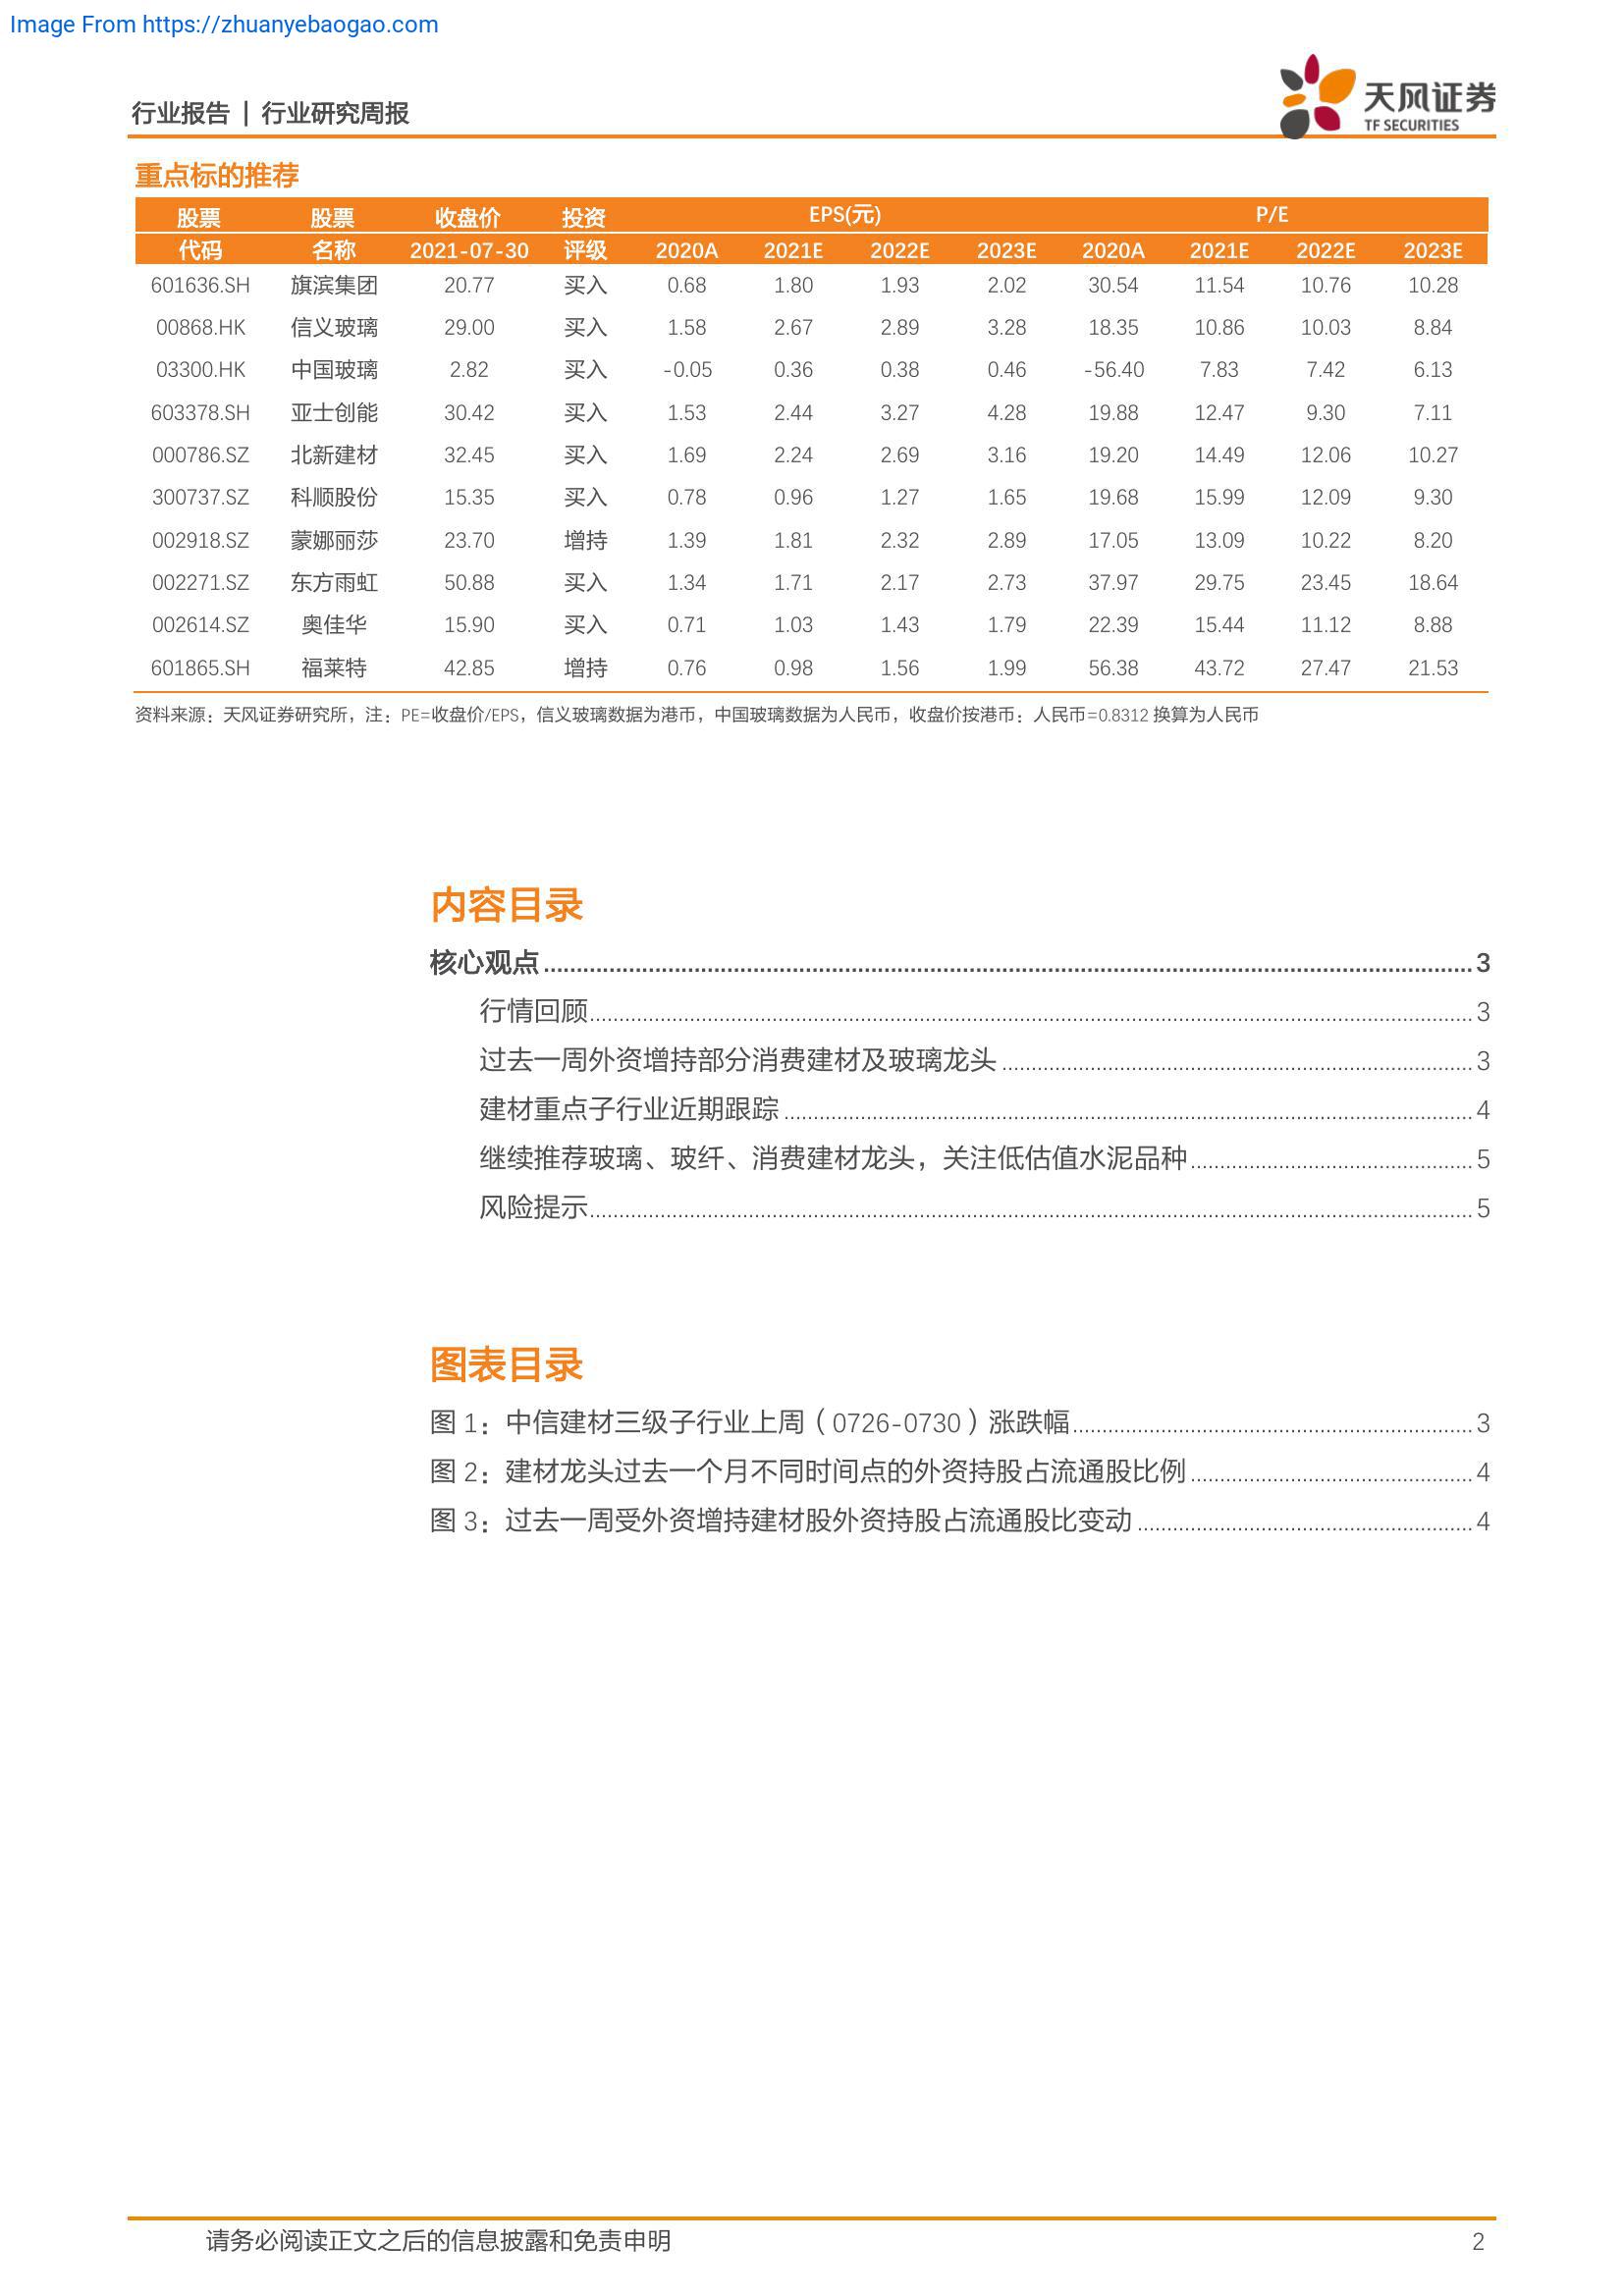 Image From https://zhuanyebaogao.com
行业报告 | 行业研究周报
天风证券
TF SECURITIES
重点标的推荐
股票 股票 收盘价 投资 EPS(元) P/E
代码 名称 2021-07-30 评级 2020A 2021E 2022E 2023E 2020A 2021E 2022E 2023E
601636.SH 旗滨集团 20.77 买入 0.68 1.80 1.93 2.02 30.54 11.54 10.76 10.28
00868.HK 信义玻璃 29.00 买入 1.58 2.67 2.89 3.28 18.35 10.86 10.03 8.84
03300.HK 中国玻璃 2.82 买入 -0.05 0.36 0.38 0.46 -56.40 7.83 7.42 6.13
603378.SH 亚士创能 30.42 买入 1.53 2.44 3.27 4.28 19.88 12.47 9.30 7.11
000786.SZ 北新建材 32.45 买入 1.69 2.24 2.69 3.16 19.20 14.49 12.06 10.27
300737.SZ 科顺股份 15.35 买入 0.78 0.96 1.27 1.65 19.68 15.99 12.09 9.30
002918.SZ 蒙娜丽莎 23.70 增持 1.39 1.81 2.32 2.89 17.05 13.09 10.22 8.20
002271.SZ 东方雨虹 50.88 买入 1.34 1.71 2.17 2.73 37.97 29.75 23.45 18.64
002614.SZ 奥佳华 15.90 买入 0.71 1.03 1.43 1.79 22.39 15.44 11.12 8.88
601865.SH 福莱特 42.85 增持 0.76 0.98 1.56 1.99 56.38 43.72 27.47 21.53
资料来源：天风证券研究所，注：PE=收盘价/EPS，信义玻璃数据为港币，中国玻璃数据为人民币，收盘价按港币：人民币=0.8312 换算为人民币
内容目录
核心观点 3
行情回顾 3
过去一周外资增持部分消费建材及玻璃龙头 3
建材重点子行业近期跟踪 4
继续推荐玻璃、玻纤、消费建材龙头，关注低估值水泥品种 5
风险提示 5
图表目录
图 1：中信建材三级子行业上周（0726-0730）涨跌幅 3
图 2：建材龙头过去一个月不同时间点的外资持股占流通股比例 4
图 3：过去一周受外资增持建材股外资持股占流通股比变动 4
请务必阅读正文之后的信息披露和免责申明 2